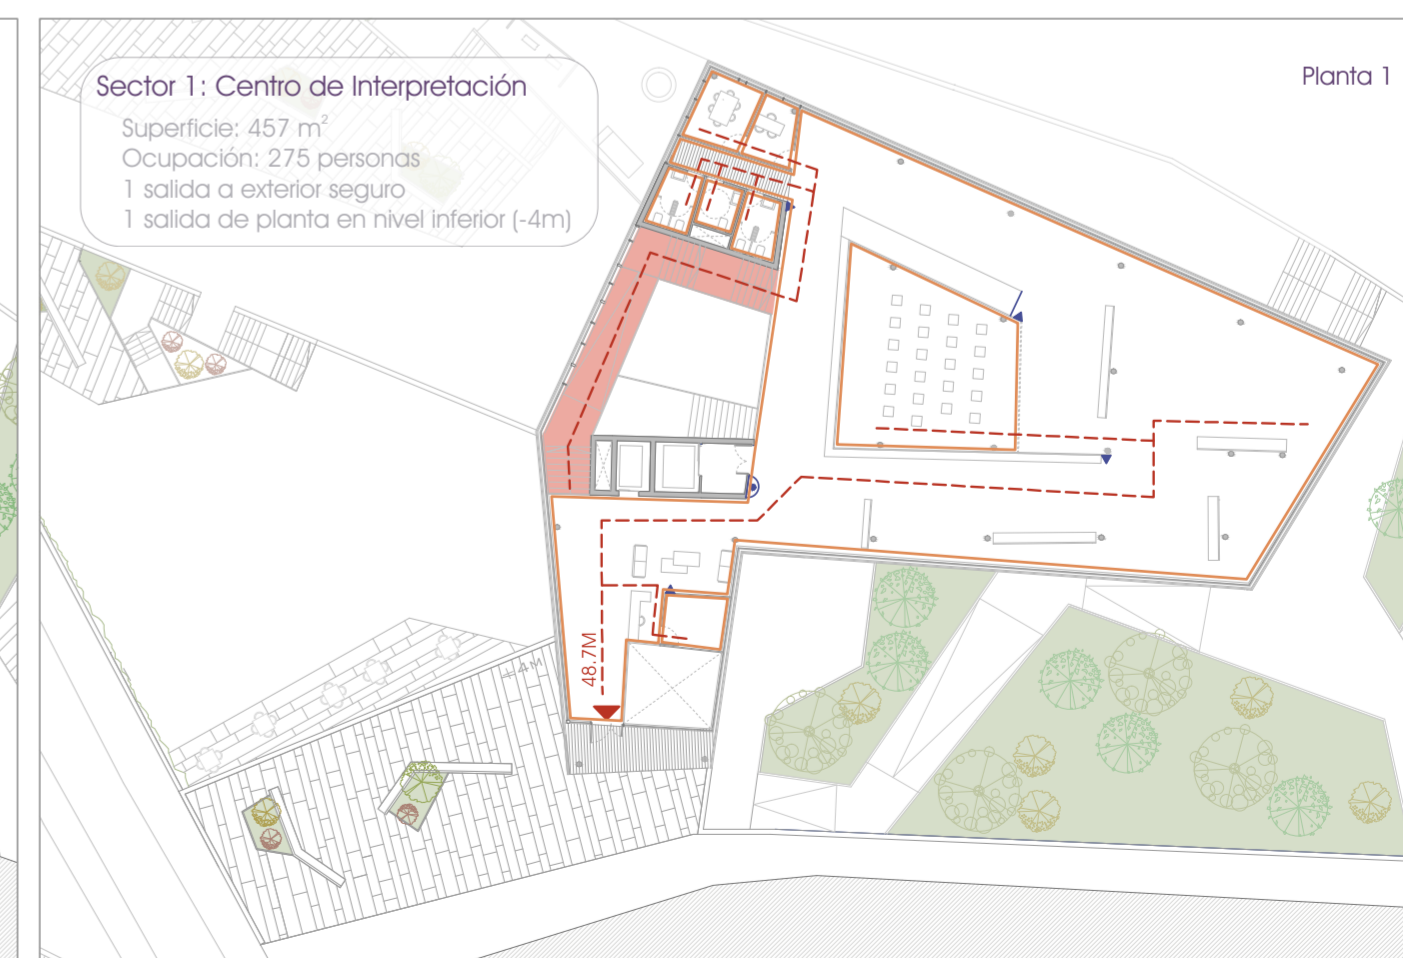 Sector 1: Centro de Interpretación
Superficie: 457 m²
Ocupación: 275 personas
1 salida a exterior seguro
1 salida de planta en nivel inferior (-4m)
Planta 1
48.7M